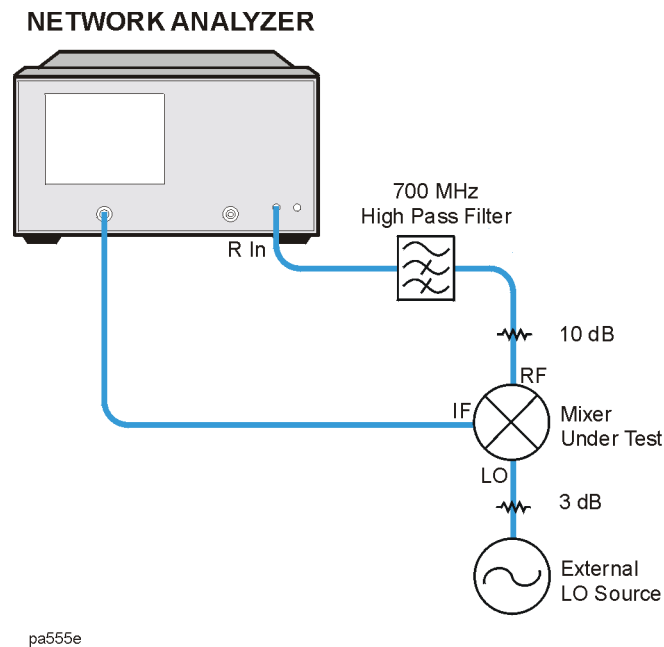 NETWORK ANALYZER
700 MHz
High Pass Filter
R In
10 dB
RF
IF
Mixer
Under Test
LO
3 dB
External
LO Source
pa555e